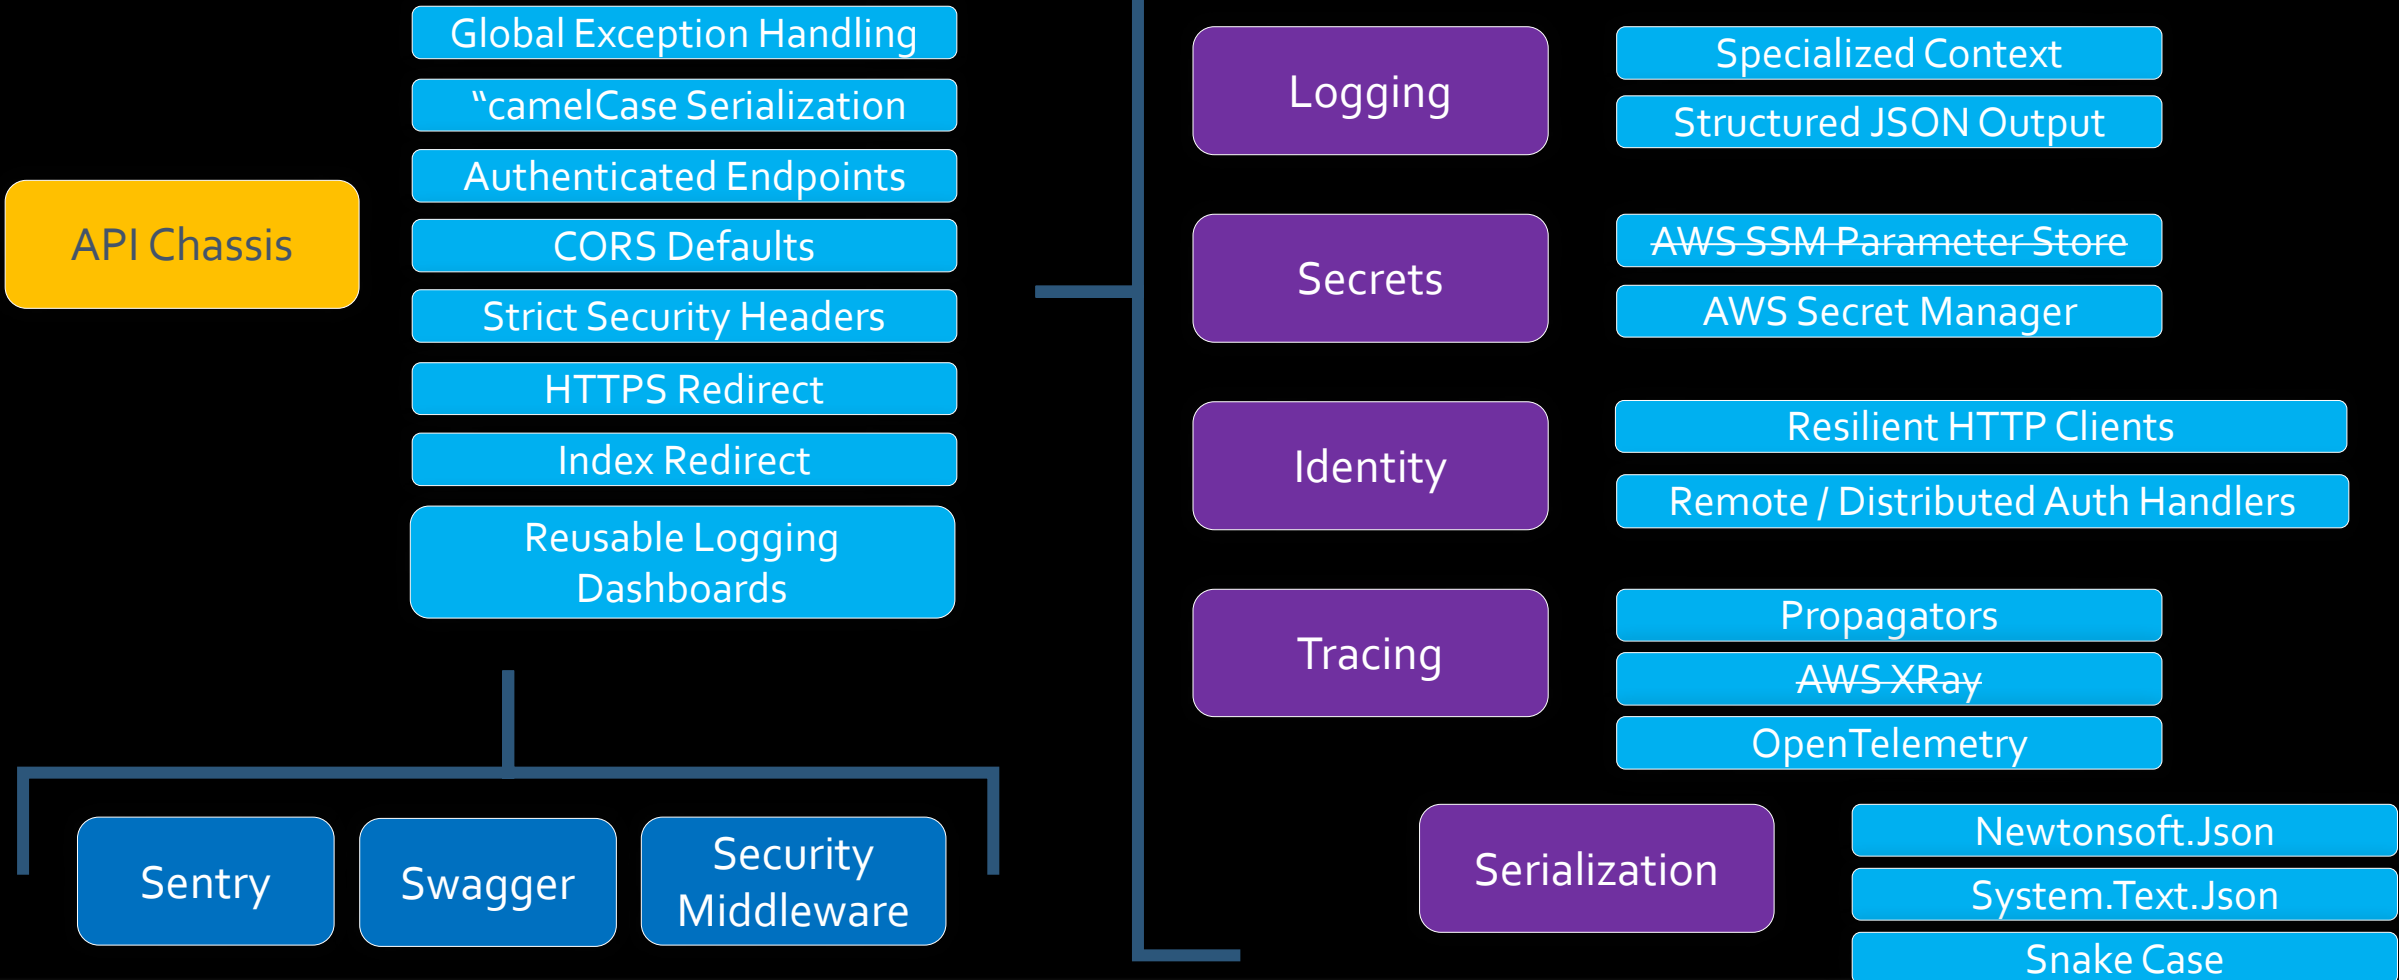 API Chassis
Global Exception Handling
“camelCase Serialization
Authenticated Endpoints
CORS Defaults
Strict Security Headers
HTTPS Redirect
Index Redirect
Reusable Logging
Dashboards
Sentry
Swagger
Security
Middleware
Logging
Specialized Context
Structured JSON Output
Secrets
AWS SSM Parameter Store
AWS Secret Manager
Identity
Resilient HTTP Clients
Remote / Distributed Auth Handlers
Tracing
Propagators
AWS XRay
OpenTelemetry
Serialization
Newtonsoft.Json
System.Text.Json
Snake Case